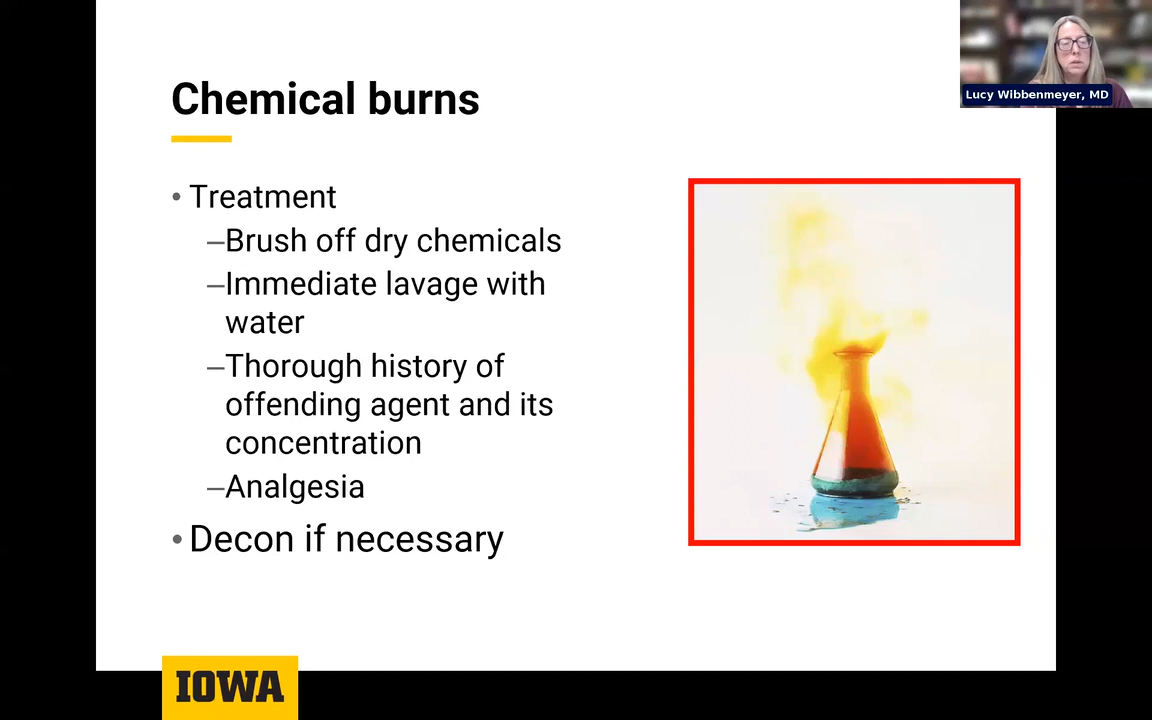 Lucy Wibbenmeyer, MD
Chemical burns
• Treatment
–Brush off dry chemicals
–Immediate lavage with
water
–Thorough history of
offending agent and its
concentration
–Analgesia
• Decon if necessary
IOWA